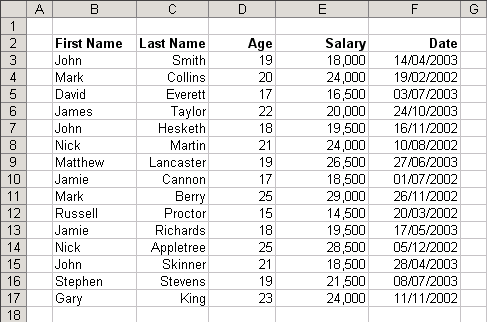 A B C D E F G
1
2 First Name Last Name Age Salary Date
3 John Smith 19 18,000 14/04/2003
4 Mark Collins 20 24,000 19/02/2002
5 David Everett 17 16,500 03/07/2003
6 James Taylor 22 20,000 24/10/2003
7 John Hesketh 18 19,500 16/11/2002
8 Nick Martin 21 24,000 10/08/2002
9 Matthew Lancaster 19 26,500 27/06/2003
10 Jamie Cannon 17 18,500 01/07/2002
11 Mark Berry 25 29,000 26/11/2002
12 Russell Proctor 15 14,500 20/03/2002
13 Jamie Richards 18 19,500 17/05/2003
14 Nick Appletree 25 28,500 05/12/2002
15 John Skinner 21 18,500 28/04/2003
16 Stephen Stevens 19 21,500 08/07/2003
17 Gary King 23 24,000 11/11/2002
18